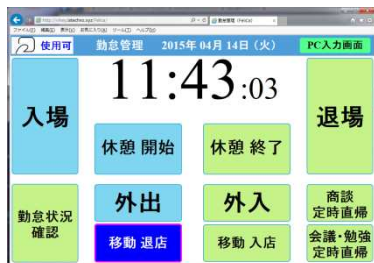 使用可
勤怠管理 2015年 04月 14日（火）
PC入力画面
11:43:03
入場
退場
休憩 開始
休憩 終了
勤怠状況
確認
外出
外入
商談
定時直帰
移動 退店
移動 入店
会議・勉強
定時直帰